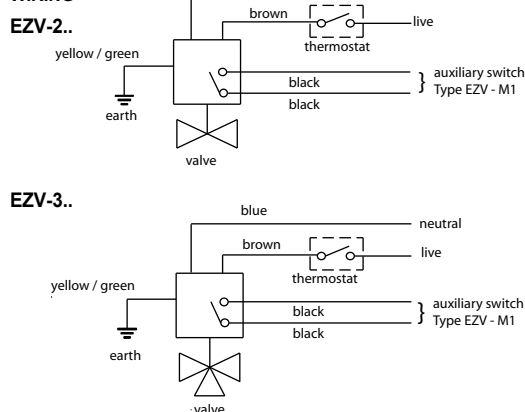 EZV-2..
brown
live
thermostat
yellow / green
auxiliary switch
Type EZV - M1
black
black
earth
valve
EZV-3..
blue
neutral
brown
live
thermostat
yellow / green
auxiliary switch
Type EZV - M1
black
black
earth
valve